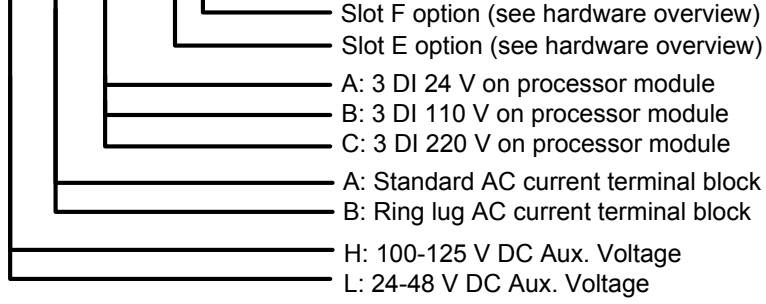 Slot F option (see hardware overview)
Slot E option (see hardware overview)
A: 3 DI 24 V on processor module
B: 3 DI 110 V on processor module
C: 3 DI 220 V on processor module
A: Standard AC current terminal block
B: Ring lug AC current terminal block
H: 100-125 V DC Aux. Voltage
L: 24-48 V DC Aux. Voltage